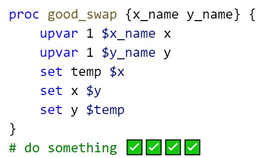 proc good_swap {x_name y_name} {
    upvar 1 $x_name x
    upvar 1 $y_name y
    set temp $x
    set x $y
    set y $temp
}
# do something ✅✅✅✅